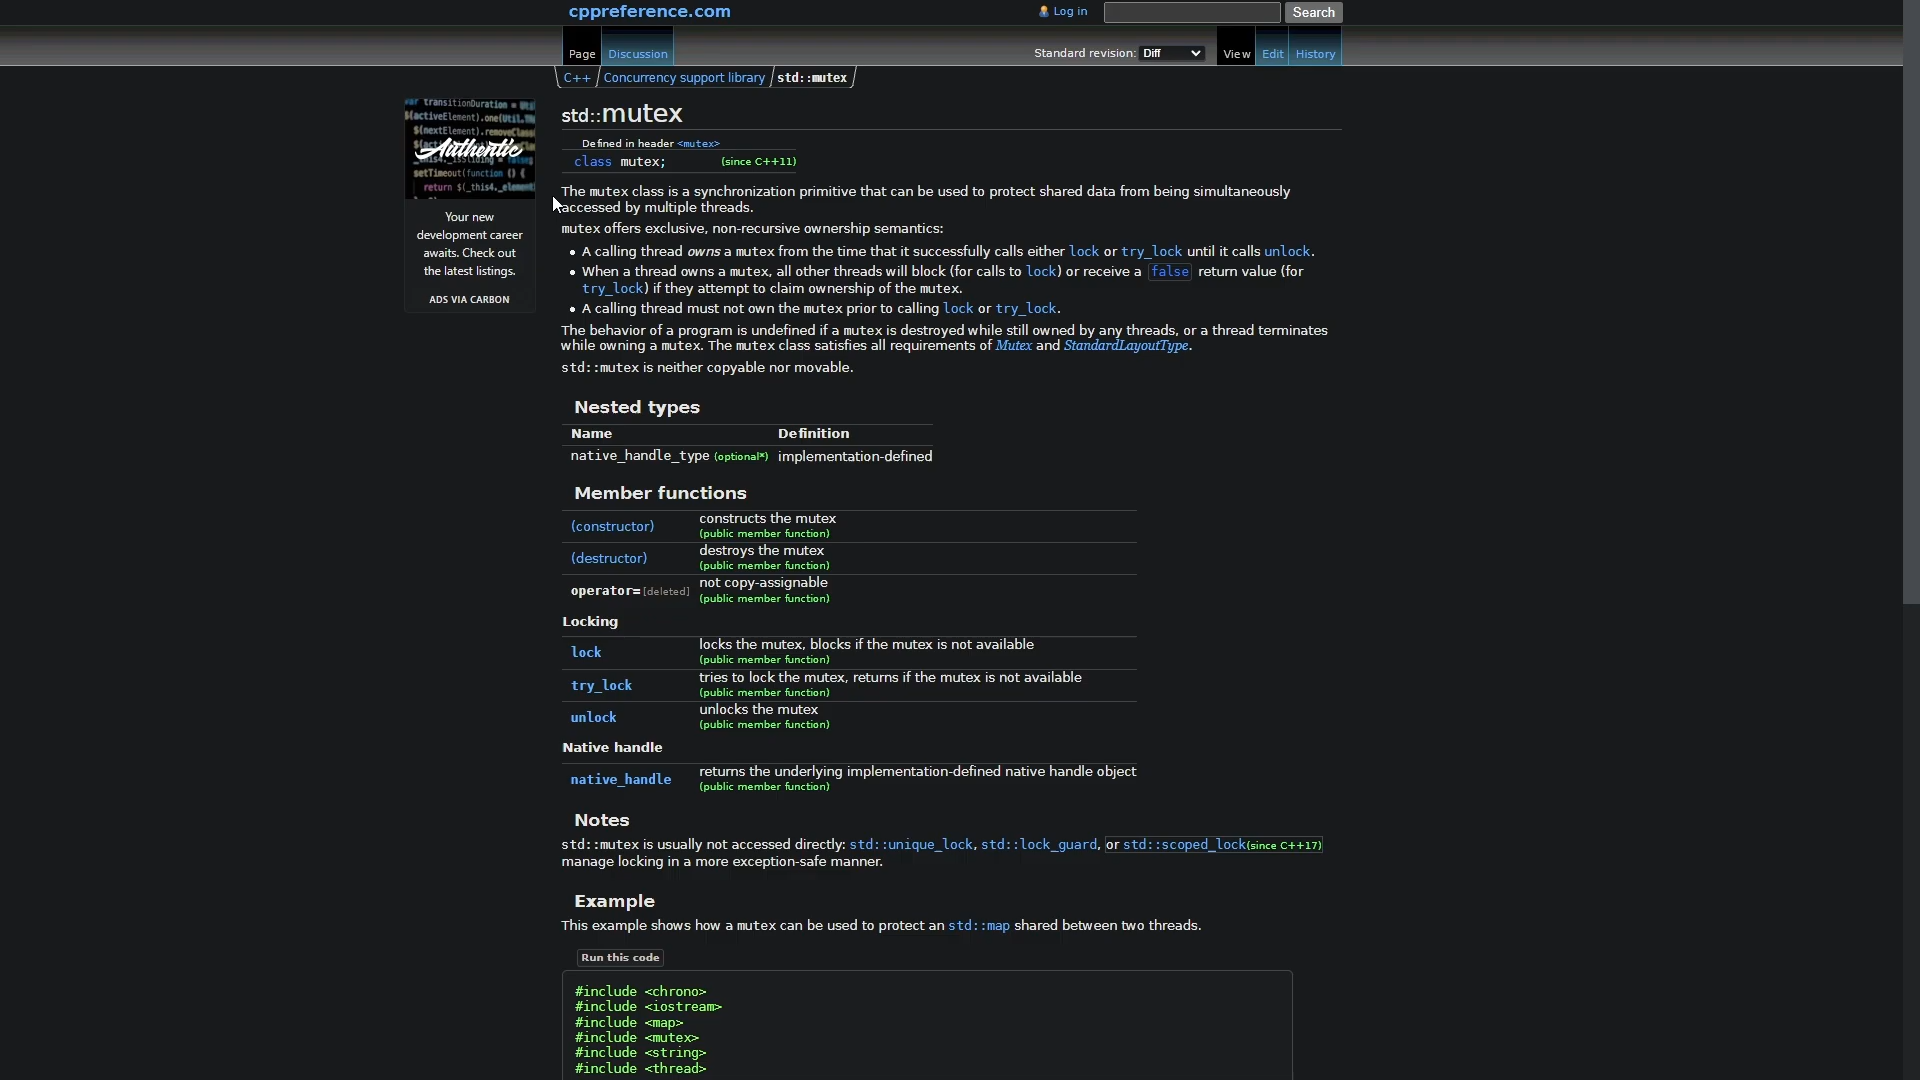 cppreference.com
Log in
Search
Page
Discussion
Standard revision: Diff
View
Edit
History
C++
Concurrency support library
std::mutex
Authentic
setTimeout(function () {
Your new
development career
awaits. Check out
the latest listings.
ADS VIA CARBON
std::mutex
Defined in header <mutex>
class mutex; (since C++11)
The mutex class is a synchronization primitive that can be used to protect shared data from being simultaneously
accessed by multiple threads.
mutex offers exclusive, non-recursive ownership semantics:
• A calling thread owns a mutex from the time that it successfully calls either lock or try_lock until it calls unlock.
• When a thread owns a mutex, all other threads will block (for calls to lock) or receive a false return value (for
try_lock) if they attempt to claim ownership of the mutex.
• A calling thread must not own the mutex prior to calling lock or try_lock.
The behavior of a program is undefined if a mutex is destroyed while still owned by any threads, or a thread terminates
while owning a mutex. The mutex class satisfies all requirements of Mutex and StandardLayoutType.
std::mutex is neither copyable nor movable.
Nested types
Name Definition
native_handle_type (optional*) implementation-defined
Member functions
(constructor) constructs the mutex
(public member function)
(destructor) destroys the mutex
(public member function)
operator= [deleted] not copy-assignable
(public member function)
Locking
lock locks the mutex, blocks if the mutex is not available
(public member function)
try_lock tries to lock the mutex, returns if the mutex is not available
(public member function)
unlock unlocks the mutex
(public member function)
Native handle
native_handle returns the underlying implementation-defined native handle object
(public member function)
Notes
std::mutex is usually not accessed directly: std::unique_lock, std::lock_guard, or std::scoped_lock(since C++17)
manage locking in a more exception-safe manner.
Example
This example shows how a mutex can be used to protect an std::map shared between two threads.
Run this code
#include <chrono>
#include <iostream>
#include <map>
#include <mutex>
#include <string>
#include <thread>